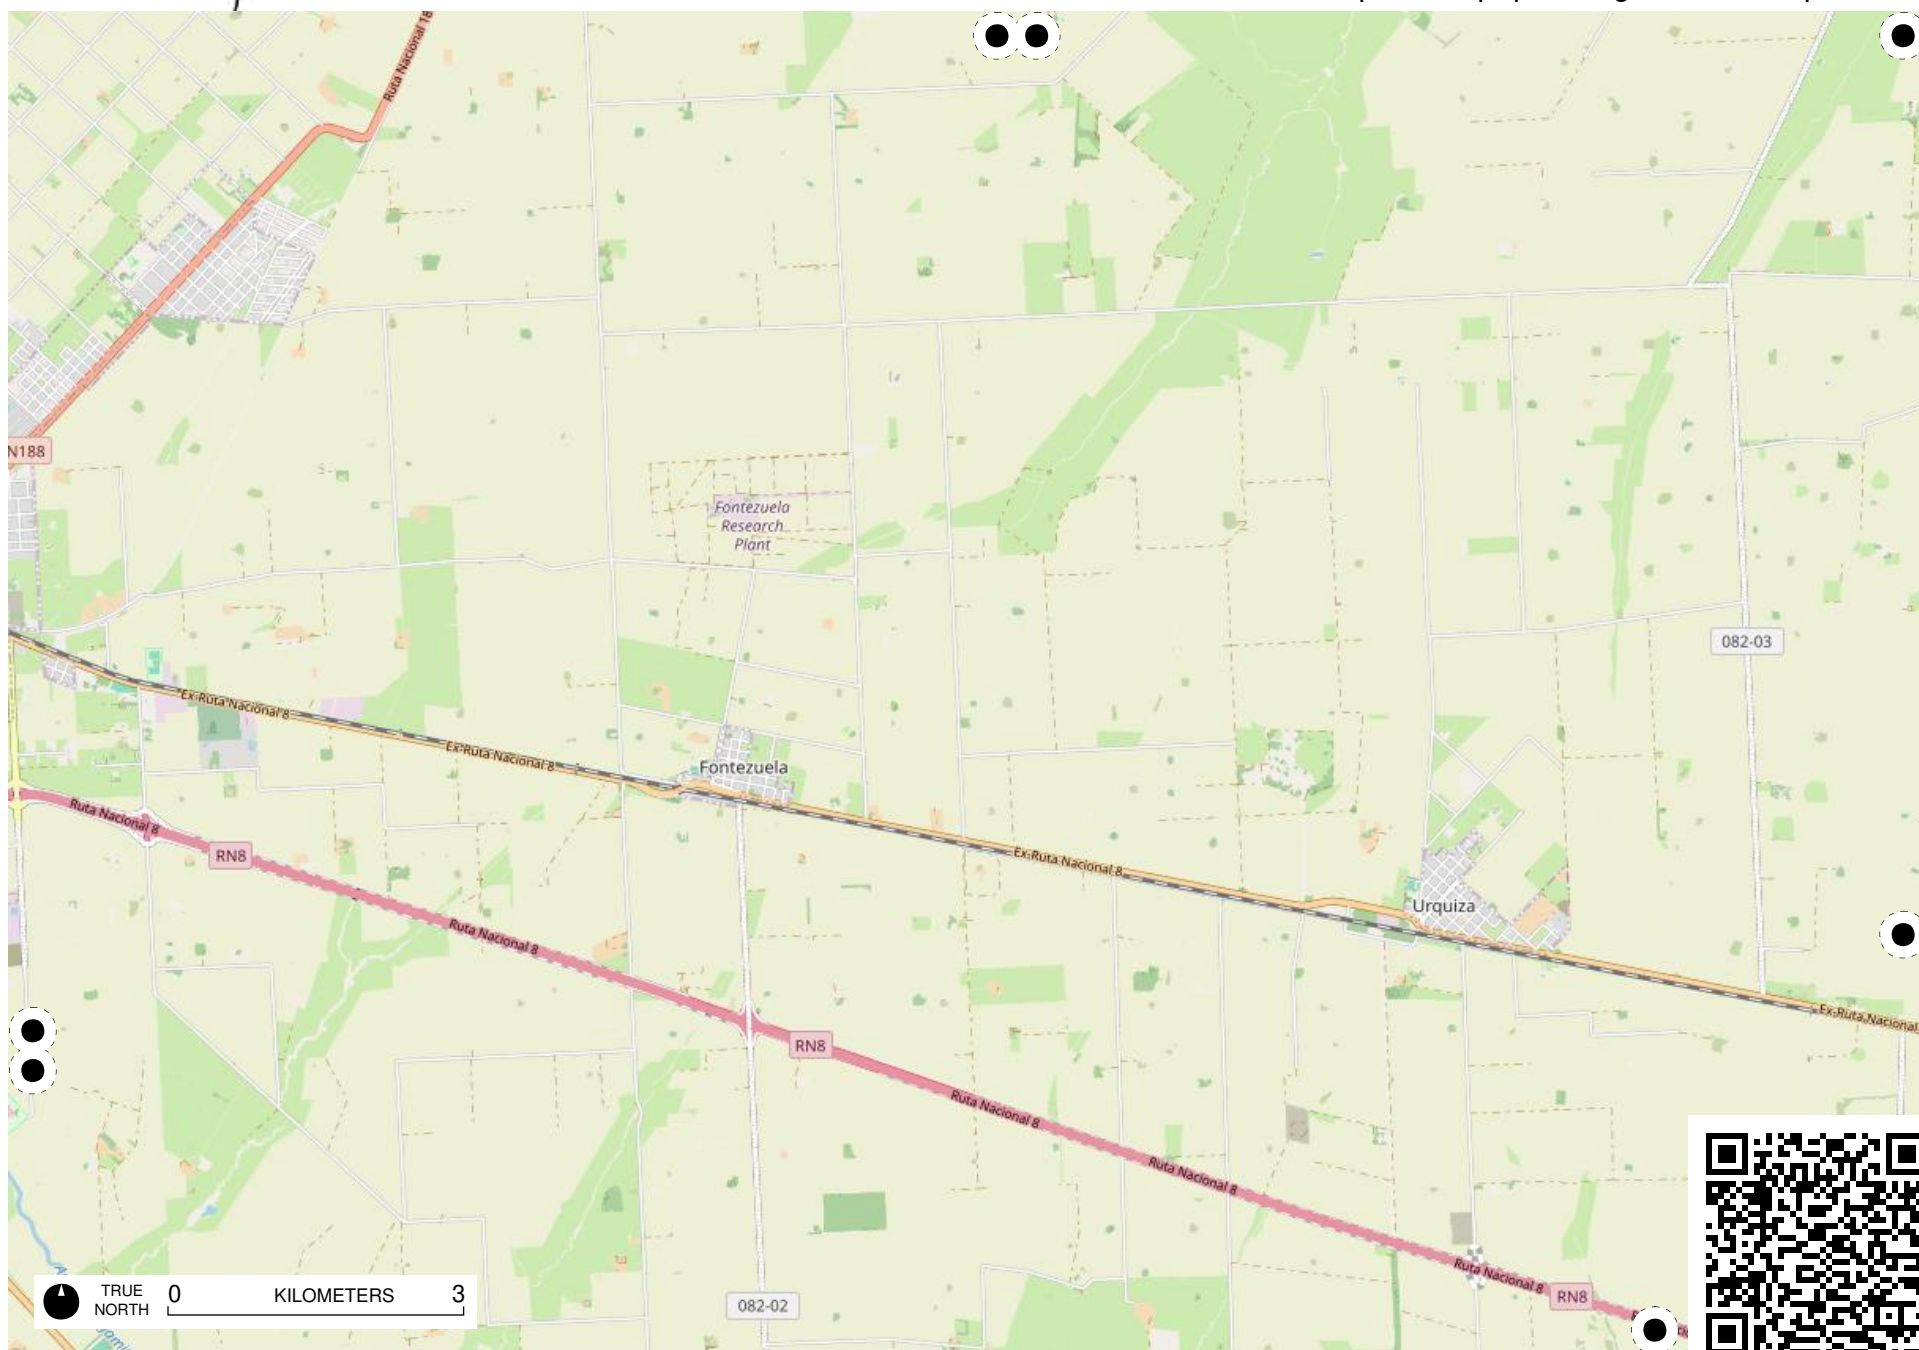 Ruta Nacional 18
N188
Fontezuela
Research
Plant
082-03
Ex-Ruta Nacional 8
Ex-Ruta Nacional 8
Fontezuela
Ruta Nacional 8
RN8
Ex-Ruta Nacional 8
Urquiza
Ruta Nacional 8
Ex-Ruta Nacional
RN8
Ruta Nacional 8
Ruta Nacional 8
Ruta Nacional 8
RN8
082-02
TRUE
NORTH
0 KILOMETERS 3